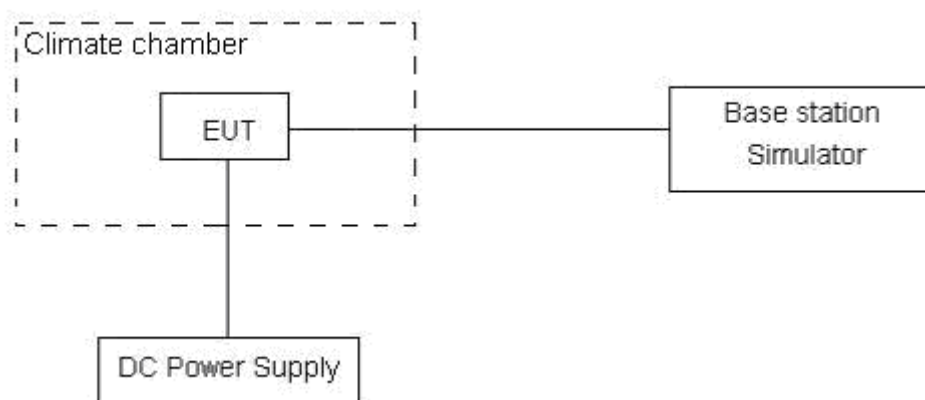 Climate chamber
EUT
Base station
Simulator
DC Power Supply